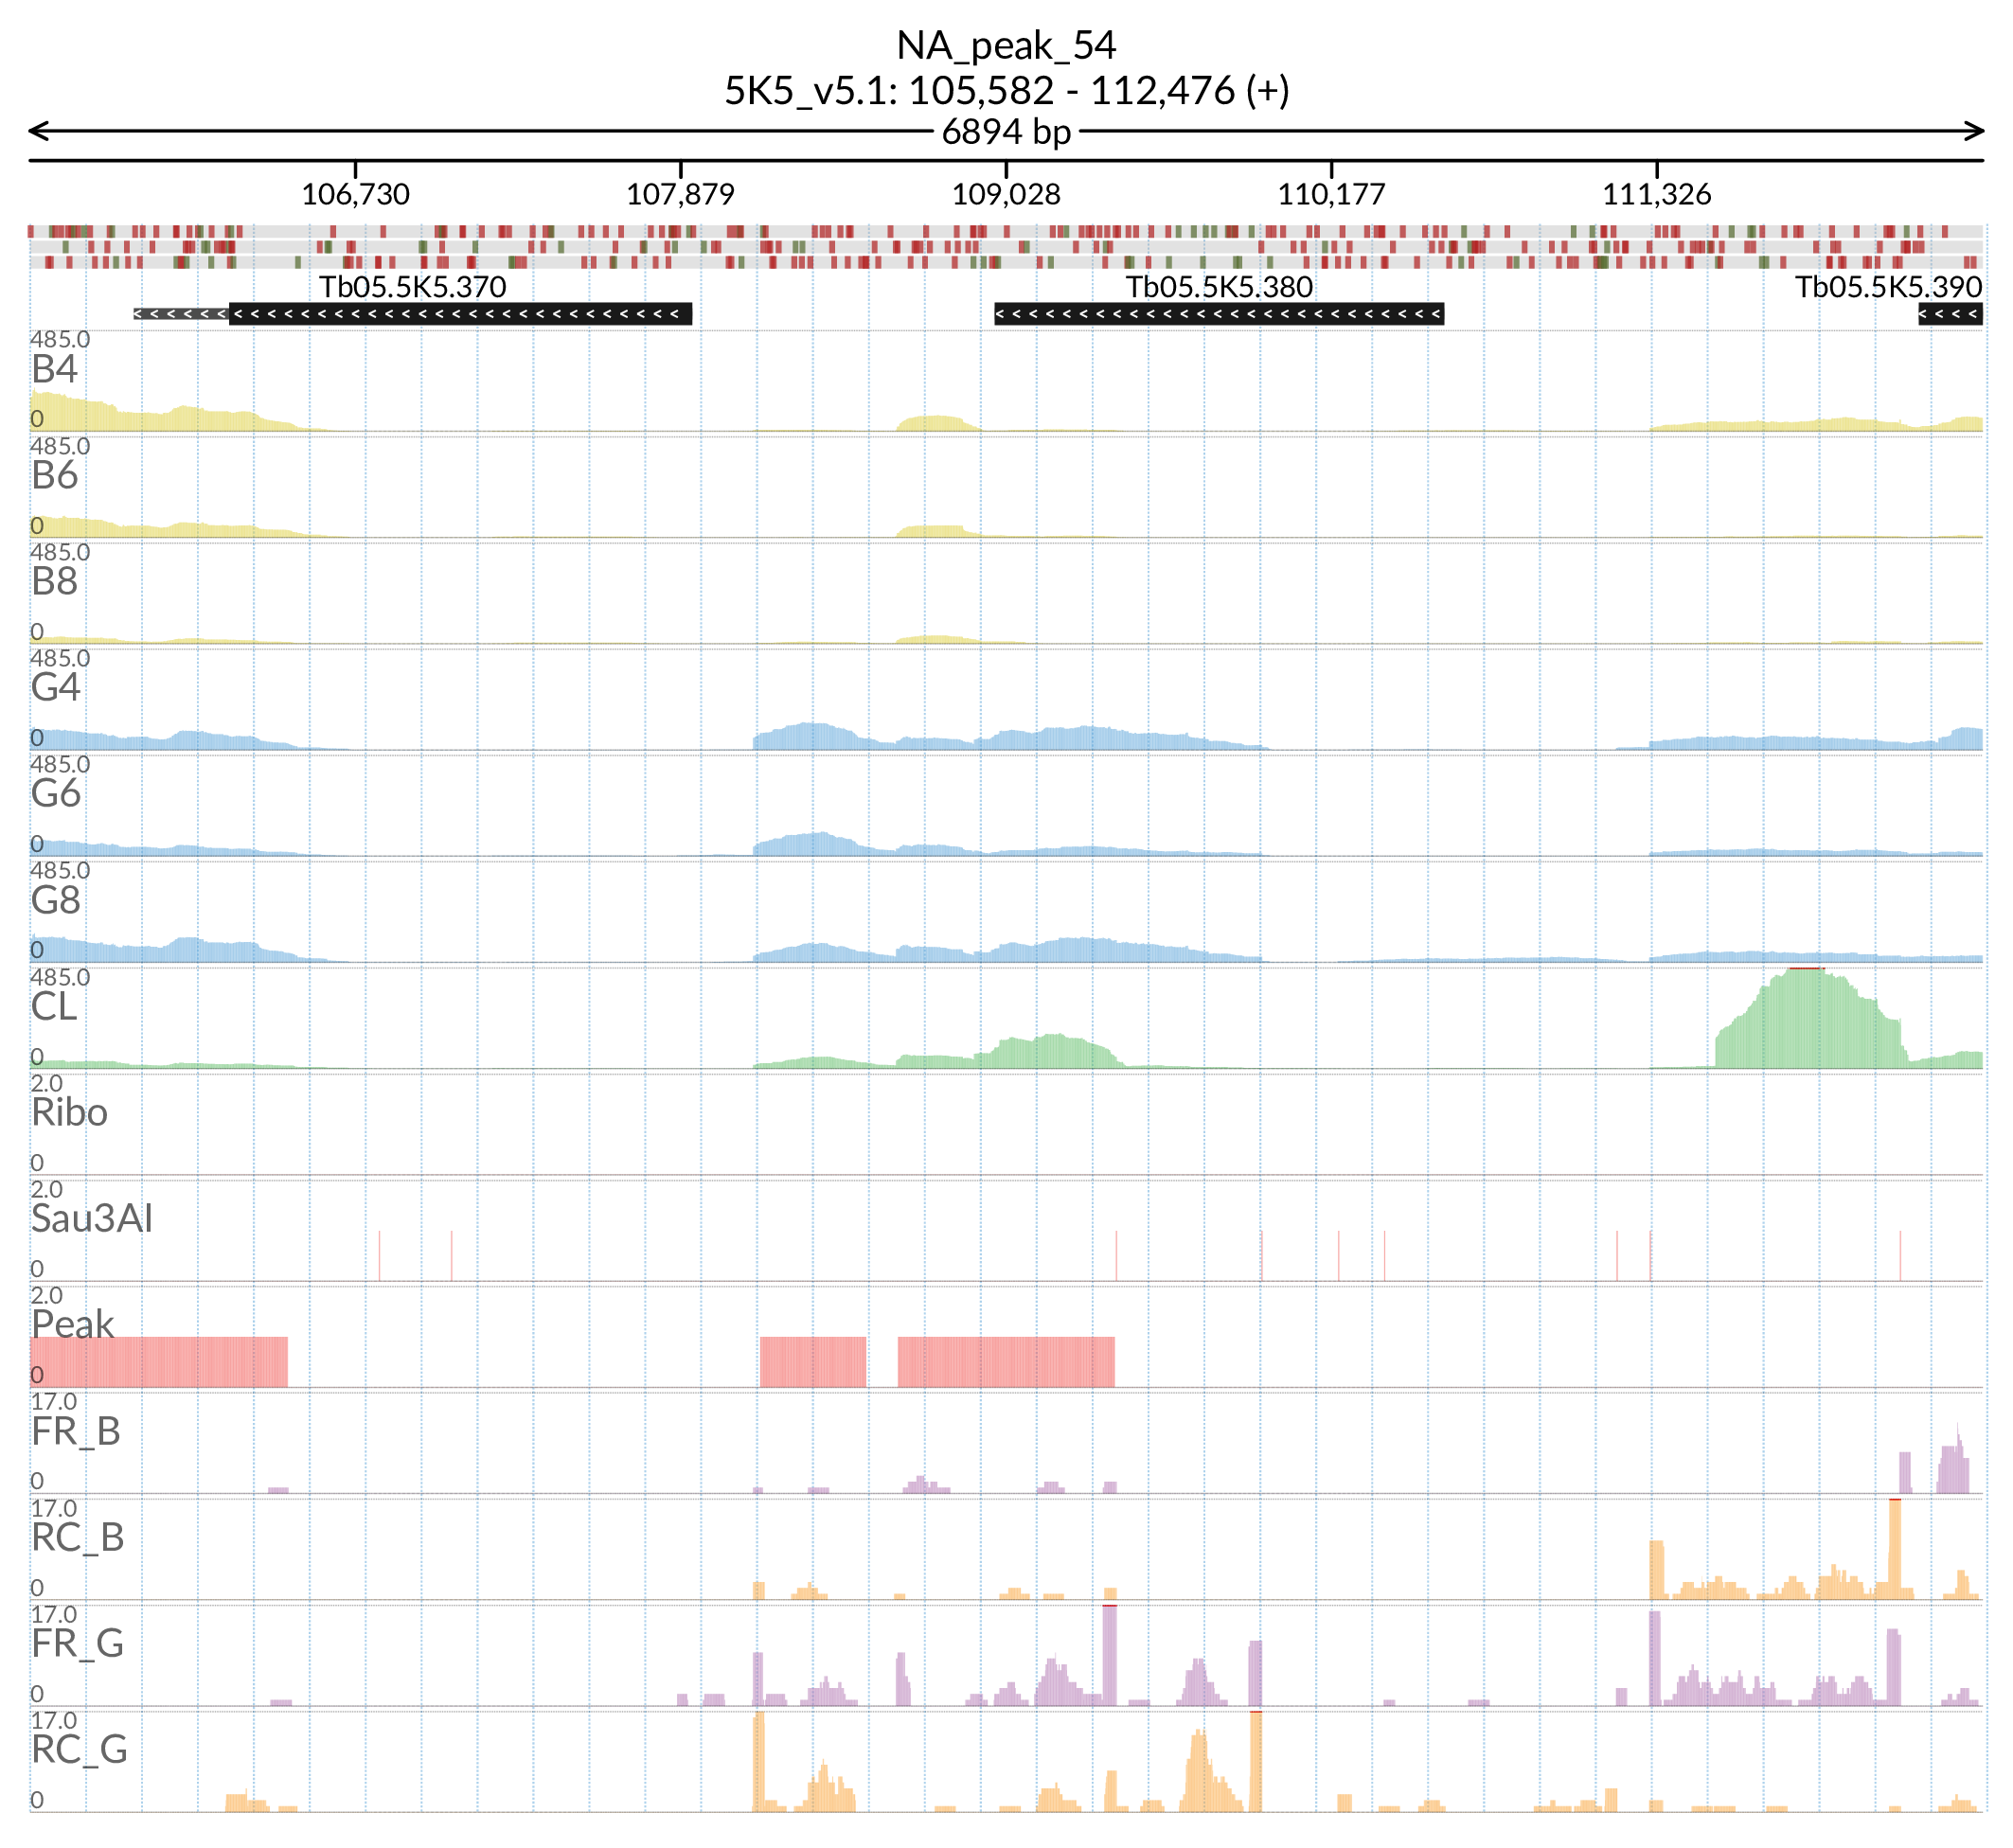 NA_peak_54
5K5_v5.1: 105,582 - 112,476 (+)
6894 bp
106,730 107,879 109,028 110,177 111,326
Tb05.5K5.370 Tb05.5K5.380 Tb05.5K5.390
485.0
B4
0
485.0
B6
0
485.0
B8
0
485.0
G4
0
485.0
G6
0
485.0
G8
0
485.0
CL
0
2.0
Ribo
0
2.0
Sau3AI
0
2.0
Peak
0
17.0
FR_B
0
17.0
RC_B
0
17.0
FR_G
0
17.0
RC_G
0